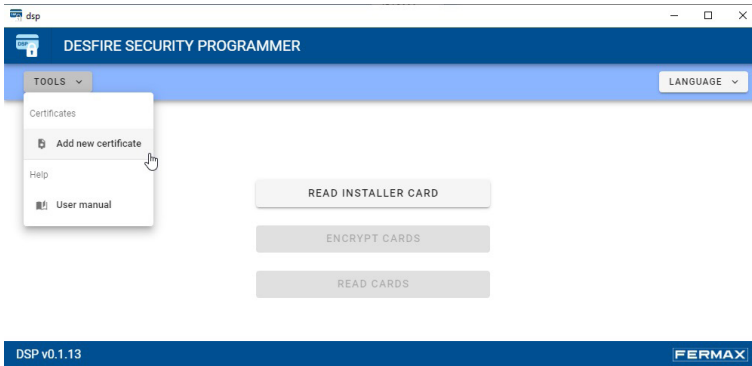 dsp
DESFIRE SECURITY PROGRAMMER
TOOLS
LANGUAGE
Certificates
Add new certificate
Help
User manual
READ INSTALLER CARD
ENCRYPT CARDS
READ CARDS
DSP v0.1.13
FERMAX